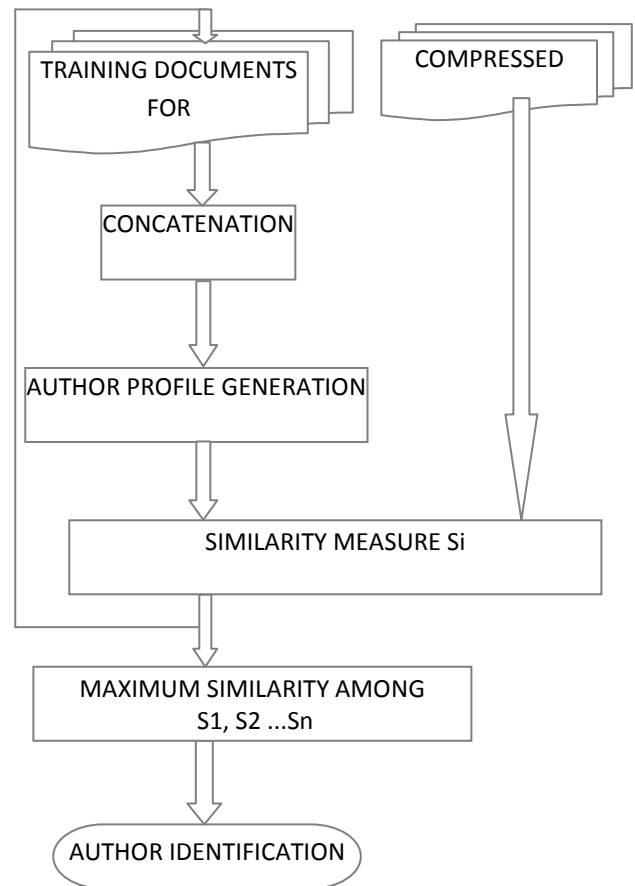 TRAINING DOCUMENTS
FOR
COMPRESSED
CONCATENATION
AUTHOR PROFILE GENERATION
SIMILARITY MEASURE Si
MAXIMUM SIMILARITY AMONG
S1, S2 ...Sn
AUTHOR IDENTIFICATION